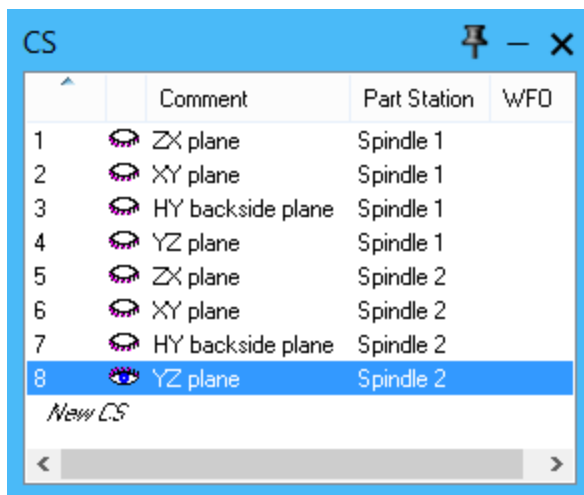 CS
Comment Part Station WFO
1 ZX plane Spindle 1
2 XY plane Spindle 1
3 HY backside plane Spindle 1
4 YZ plane Spindle 1
5 ZX plane Spindle 2
6 XY plane Spindle 2
7 HY backside plane Spindle 2
8 YZ plane Spindle 2
New CS